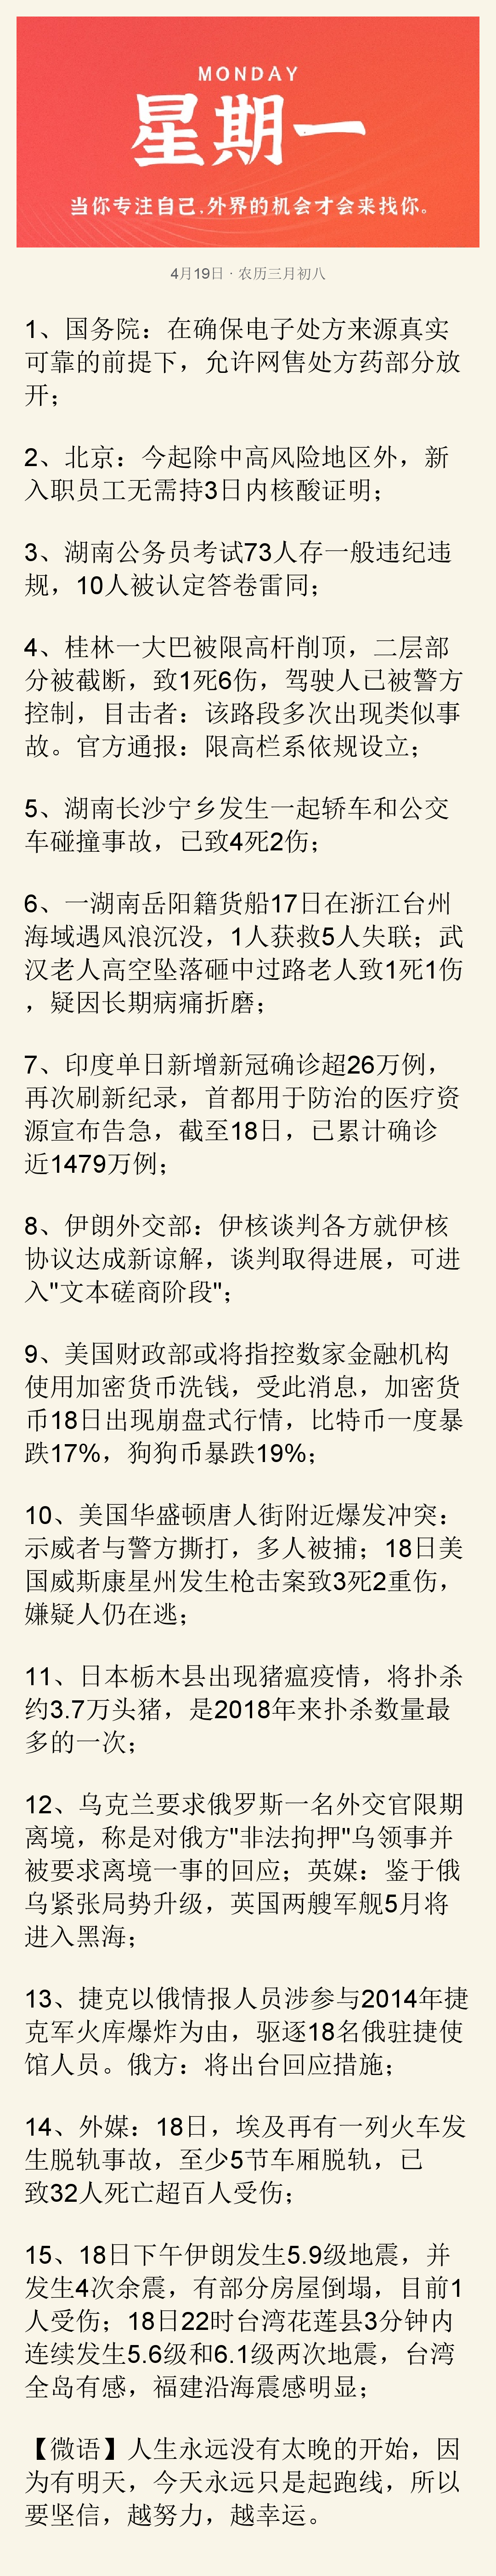 MONDAY
星期一
当你专注自己,外界的机会才会来找你。
4月19日 · 农历三月初八
1、国务院：在确保电子处方来源真实
可靠的前提下，允许网售处方药部分放
开；
2、北京：今起除中高风险地区外，新
入职员工无需持3日内核酸证明；
3、湖南公务员考试73人存一般违纪违
规，10人被认定答卷雷同；
4、桂林一大巴被限高杆削顶，二层部
分被截断，致1死6伤，驾驶人已被警方
控制，目击者：该路段多次出现类似事
故。官方通报：限高栏系依规设立；
5、湖南长沙宁乡发生一起轿车和公交
车碰撞事故，已致4死2伤；
6、一湖南岳阳籍货船17日在浙江台州
海域遇风浪沉没，1人获救5人失联；武
汉老人高空坠落砸中过路老人致1死1伤
，疑因长期病痛折磨；
7、印度单日新增新冠确诊超26万例，
再次刷新纪录，首都用于防治的医疗资
源宣布告急，截至18日，已累计确诊
近1479万例；
8、伊朗外交部：伊核谈判各方就伊核
协议达成新谅解，谈判取得进展，可进
入"文本磋商阶段"；
9、美国财政部或将指控数家金融机构
使用加密货币洗钱，受此消息，加密货
币18日出现崩盘式行情，比特币一度暴
跌17%，狗狗币暴跌19%；
10、美国华盛顿唐人街附近爆发冲突：
示威者与警方撕打，多人被捕；18日美
国威斯康星州发生枪击案致3死2重伤，
嫌疑人仍在逃；
11、日本栃木县出现猪瘟疫情，将扑杀
约3.7万头猪，是2018年来扑杀数量最
多的一次；
12、乌克兰要求俄罗斯一名外交官限期
离境，称是对俄方"非法拘押"乌领事并
被要求离境一事的回应；英媒：鉴于俄
乌紧张局势升级，英国两艘军舰5月将
进入黑海；
13、捷克以俄情报人员涉参与2014年捷
克军火库爆炸为由，驱逐18名俄驻捷使
馆人员。俄方：将出台回应措施；
14、外媒：18日，埃及再有一列火车发
生脱轨事故，至少5节车厢脱轨，已
致32人死亡超百人受伤；
15、18日下午伊朗发生5.9级地震，并
发生4次余震，有部分房屋倒塌，目前1
人受伤；18日22时台湾花莲县3分钟内
连续发生5.6级和6.1级两次地震，台湾
全岛有感，福建沿海震感明显；
【微语】人生永远没有太晚的开始，因
为有明天，今天永远只是起跑线，所以
要坚信，越努力，越幸运。